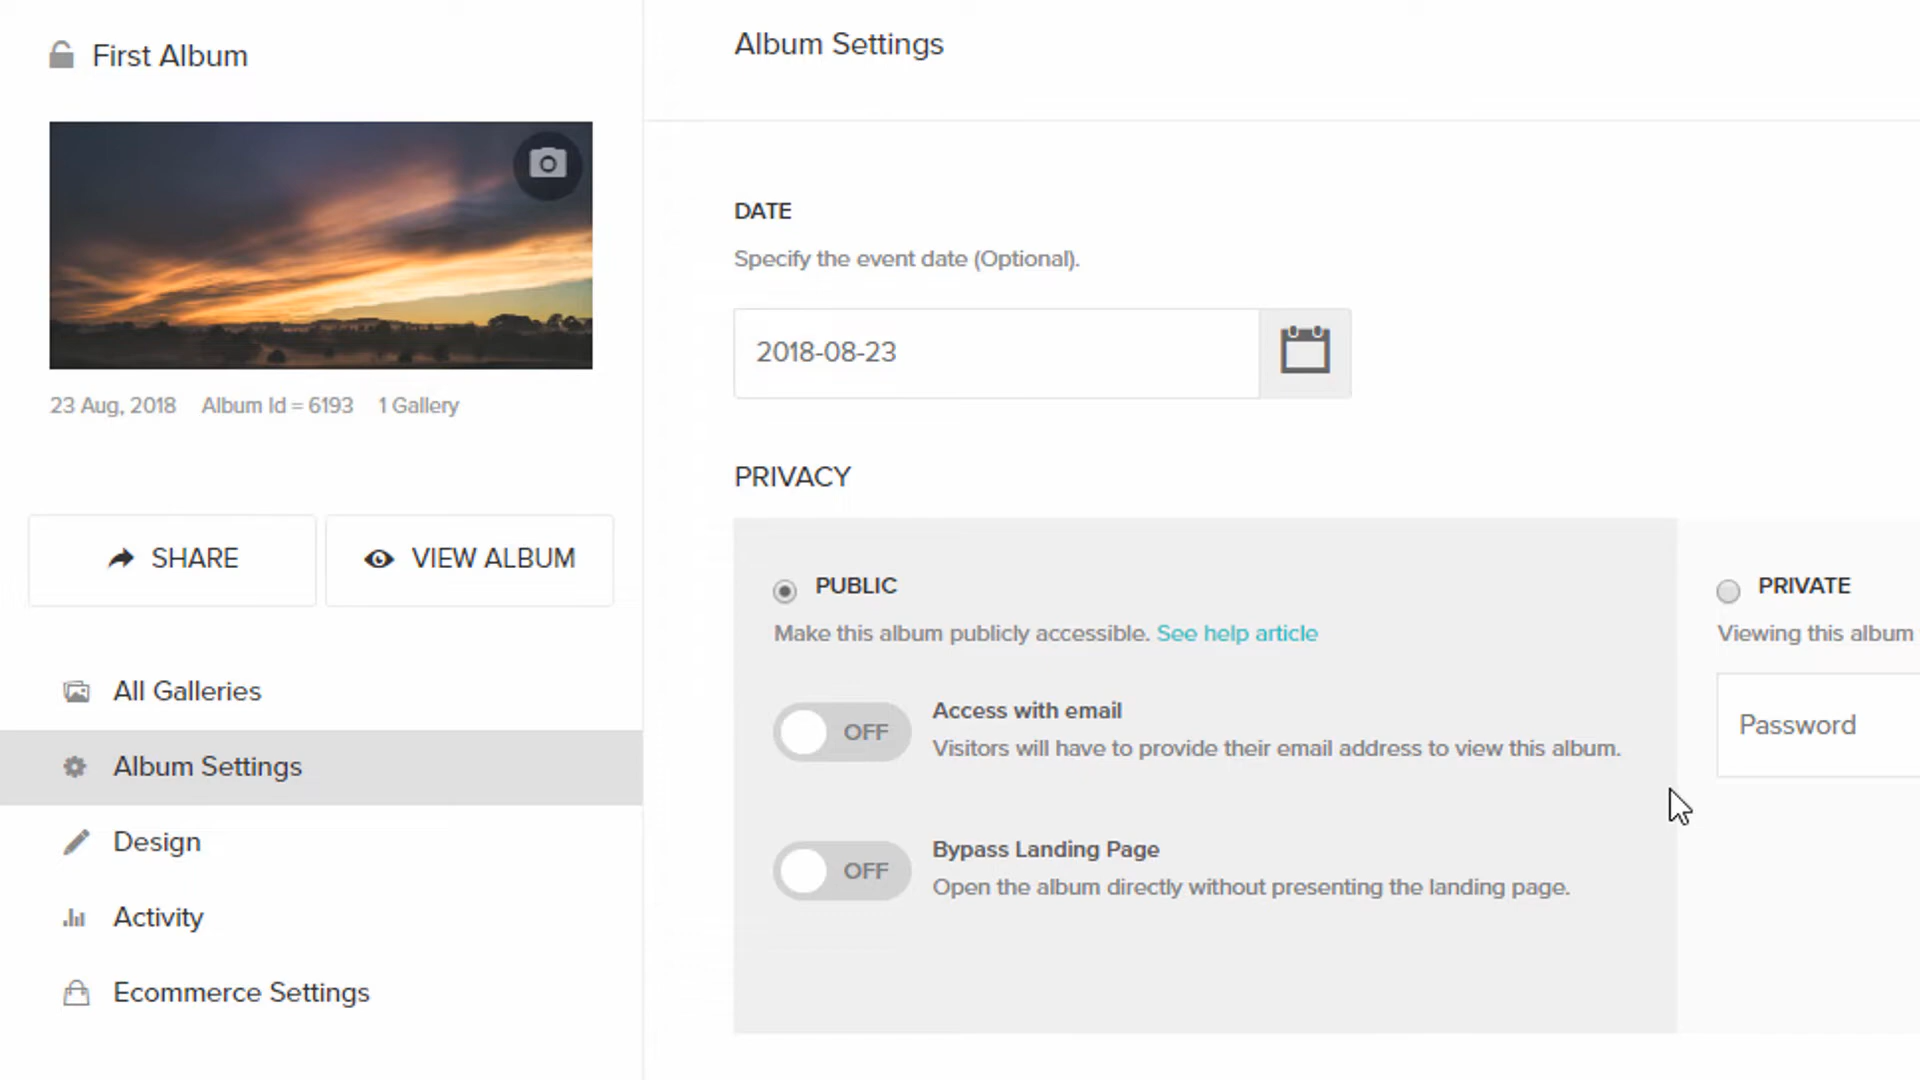 First Album
23 Aug, 2018 Album Id = 6193 1 Gallery
SHARE
VIEW ALBUM
All Galleries
Album Settings
Design
Activity
Ecommerce Settings
Album Settings
DATE
Specify the event date (Optional).
2018-08-23
PRIVACY
PUBLIC
Make this album publicly accessible. See help article
OFF
Access with email
Visitors will have to provide their email address to view this album.
OFF
Bypass Landing Page
Open the album directly without presenting the landing page.
PRIVATE
Viewing this album
Password